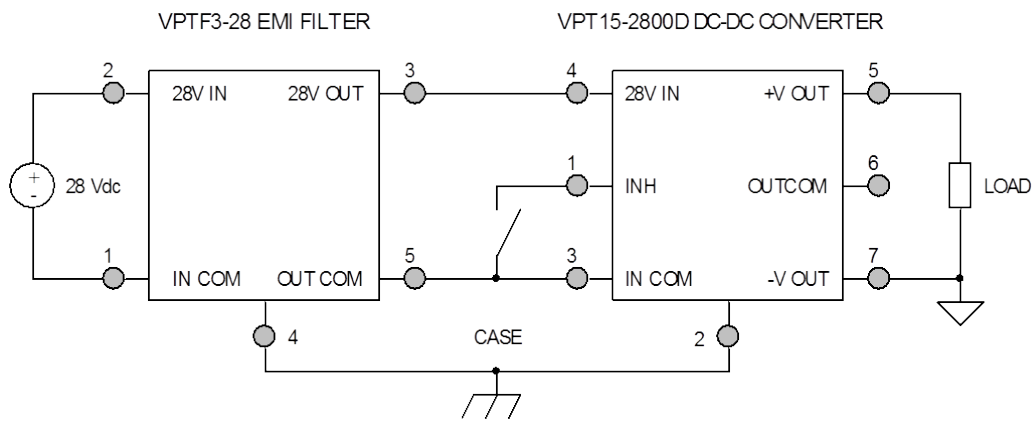 VPTF3-28 EMI FILTER
VPT15-2800D DC-DC CONVERTER
2
3
4
5
28V IN
28V OUT
28V IN
+V OUT
1
6
+
-
28 Vdc
INH
OUTCOM
LOAD
1
5
3
7
IN COM
OUT COM
IN COM
-V OUT
4
CASE
2